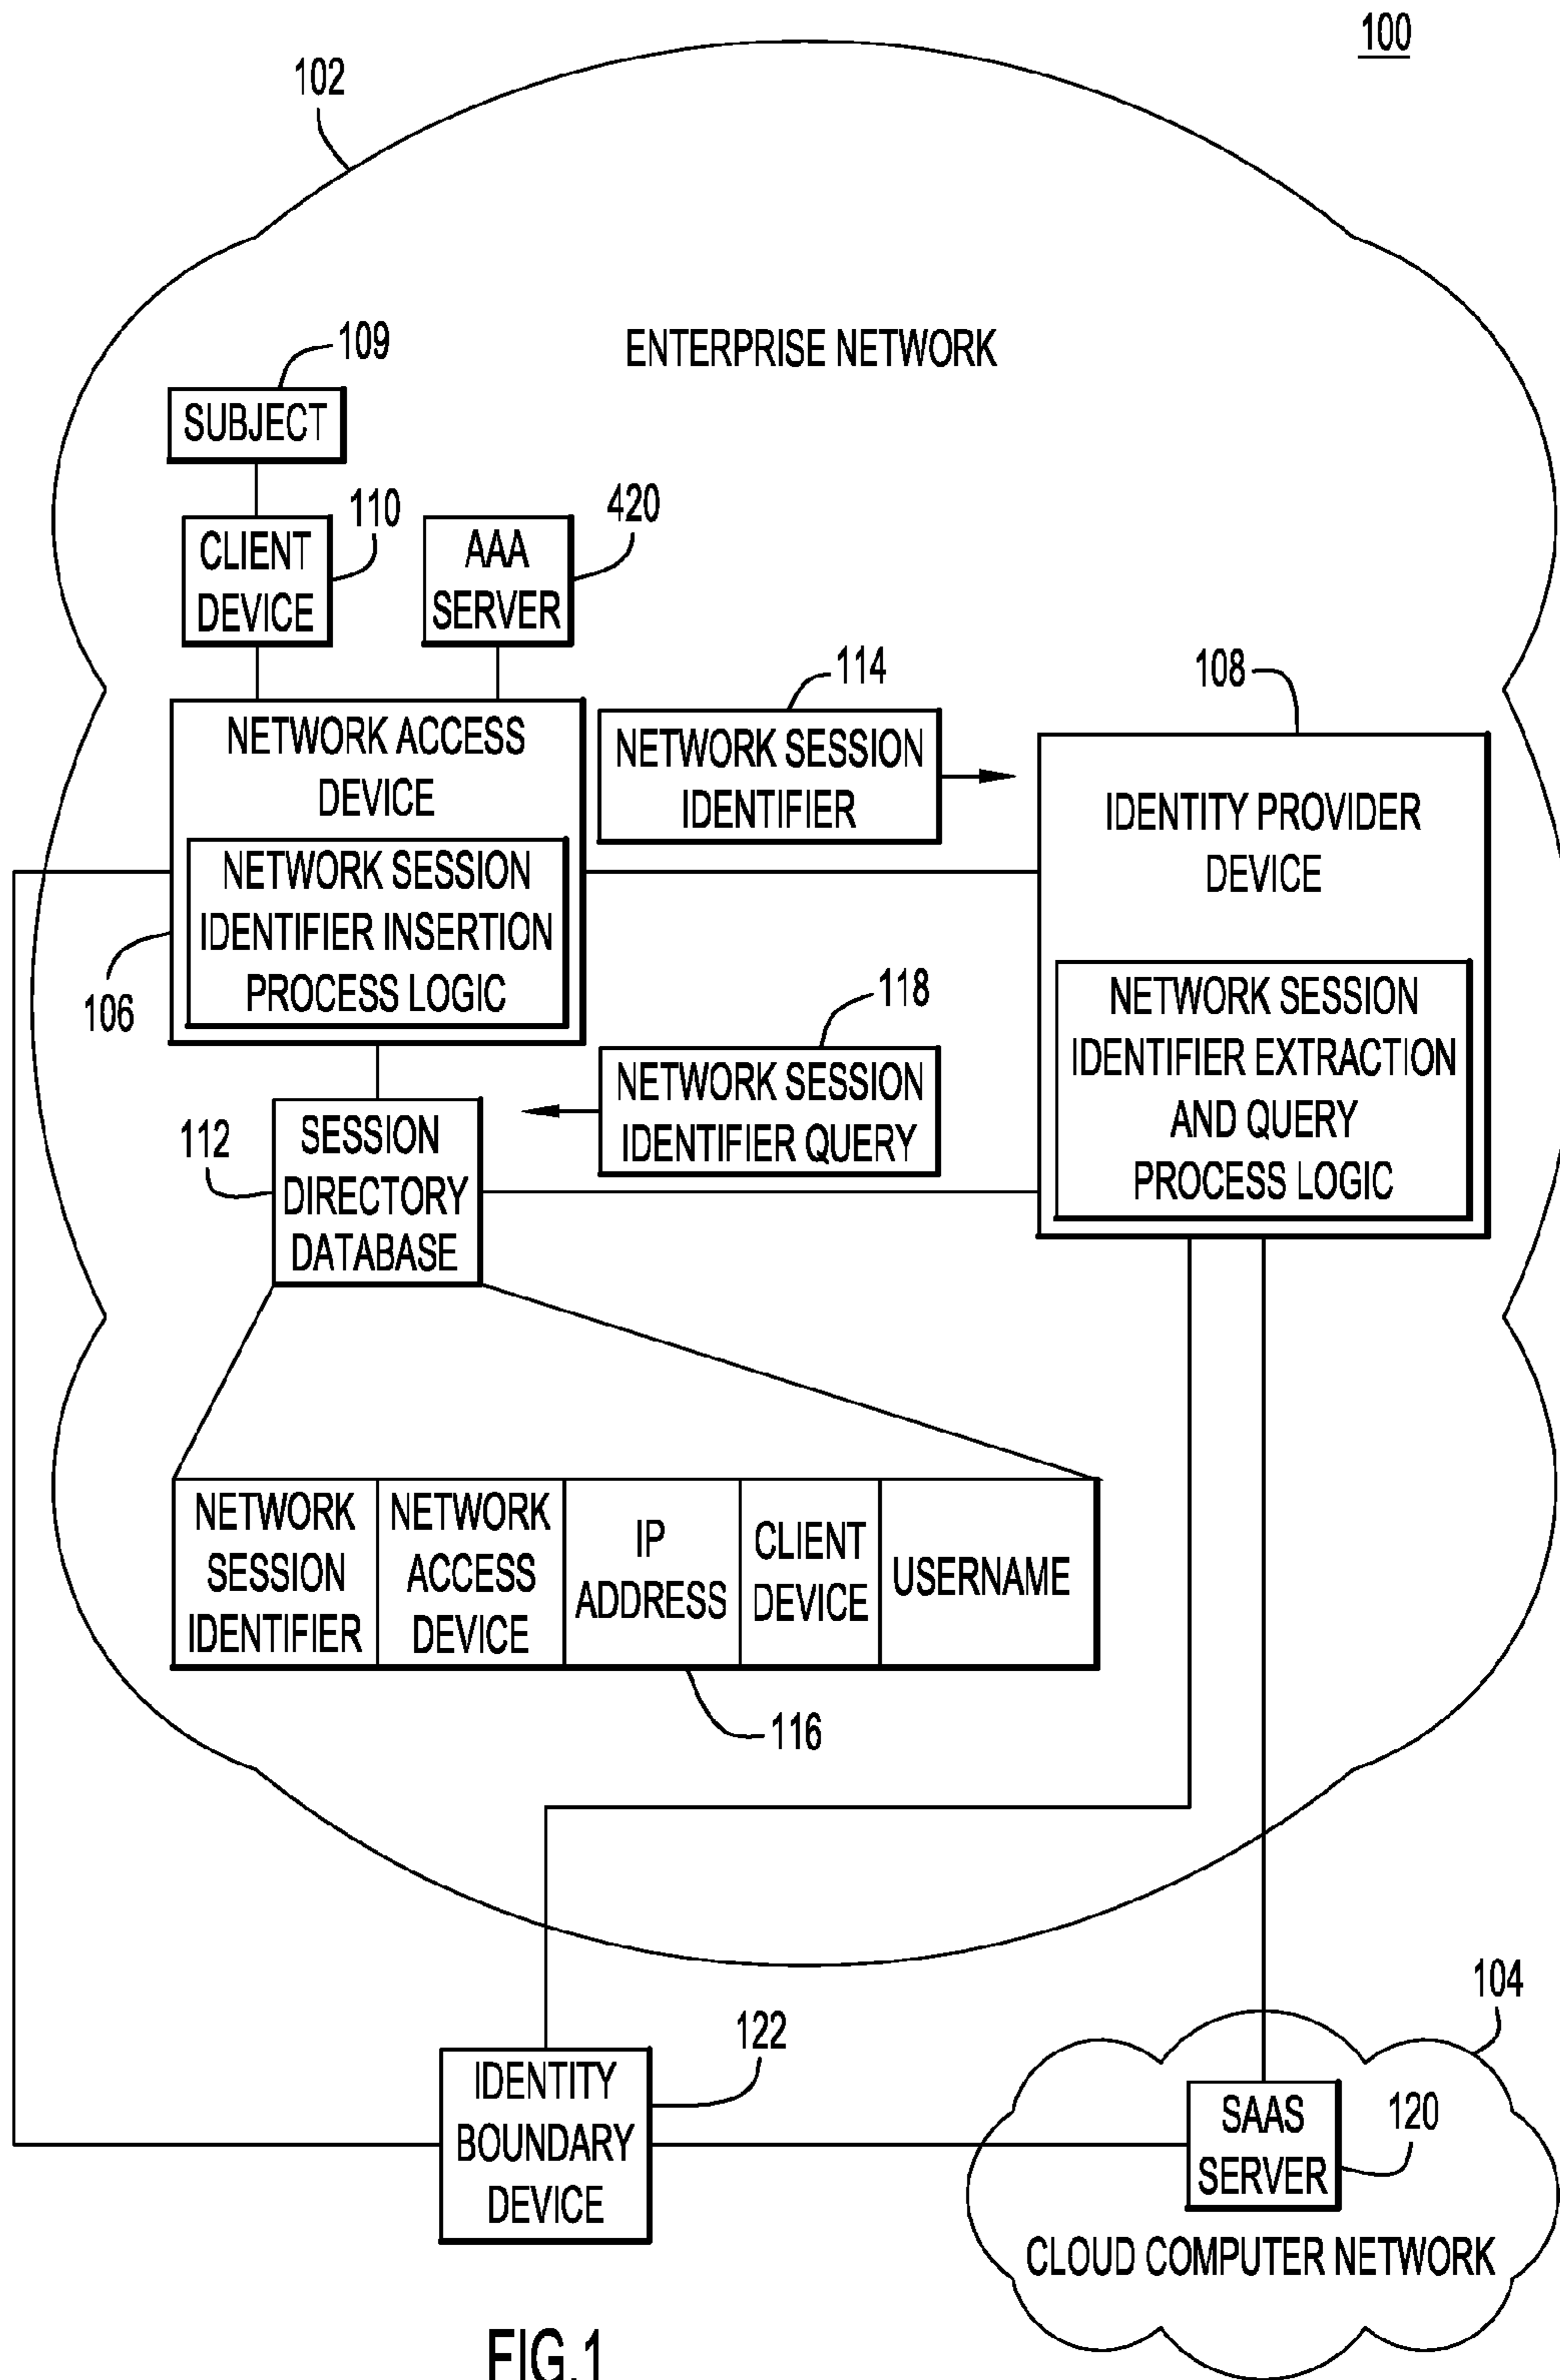 100
102
ENTERPRISE NETWORK
109
SUBJECT
110
CLIENT
DEVICE
420
AAA
SERVER
114
NETWORK SESSION
IDENTIFIER
108
NETWORK ACCESS
DEVICE
NETWORK SESSION
IDENTIFIER INSERTION
PROCESS LOGIC
106
IDENTITY PROVIDER
DEVICE
NETWORK SESSION
IDENTIFIER EXTRACTION
AND QUERY
PROCESS LOGIC
118
NETWORK SESSION
IDENTIFIER QUERY
112
SESSION
DIRECTORY
DATABASE
NETWORK
SESSION
IDENTIFIER
NETWORK
ACCESS
DEVICE
IP
ADDRESS
CLIENT
DEVICE
USERNAME
116
104
122
IDENTITY
BOUNDARY
DEVICE
SAAS
SERVER
120
CLOUD COMPUTER NETWORK
FIG.1